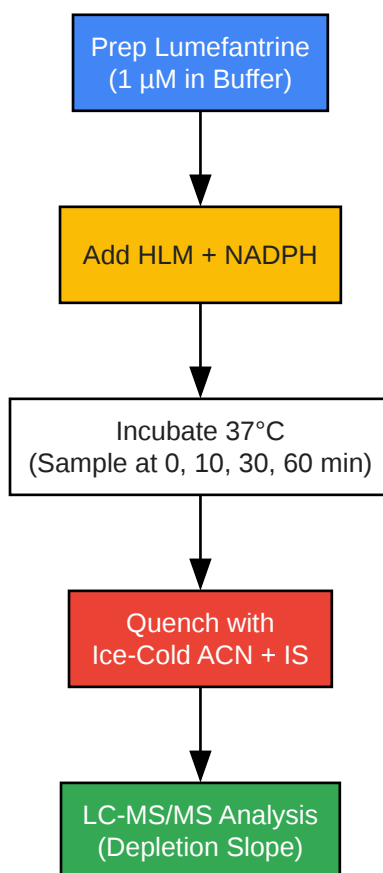 Prep Lumefantrine
(1 µM in Buffer)
Add HLM + NADPH
Incubate 37°C
(Sample at 0, 10, 30, 60 min)
Quench with
Ice-Cold ACN + IS
LC-MS/MS Analysis
(Depletion Slope)